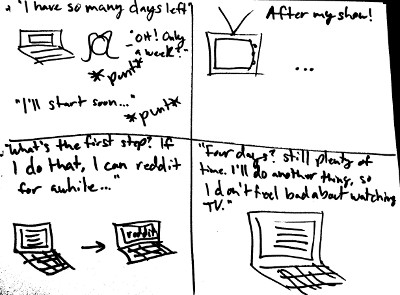 "I have so many days left"
"OH! Only
a week?"
*punt*
"I'll start soon..."
*punt*
After my show!
...
"What's the first step? If
I do that, I can reddit
for awhile..."
reddit
"Four days? Still plenty of
time. I'll do another thing, so
I don't feel bad about watching
TV."